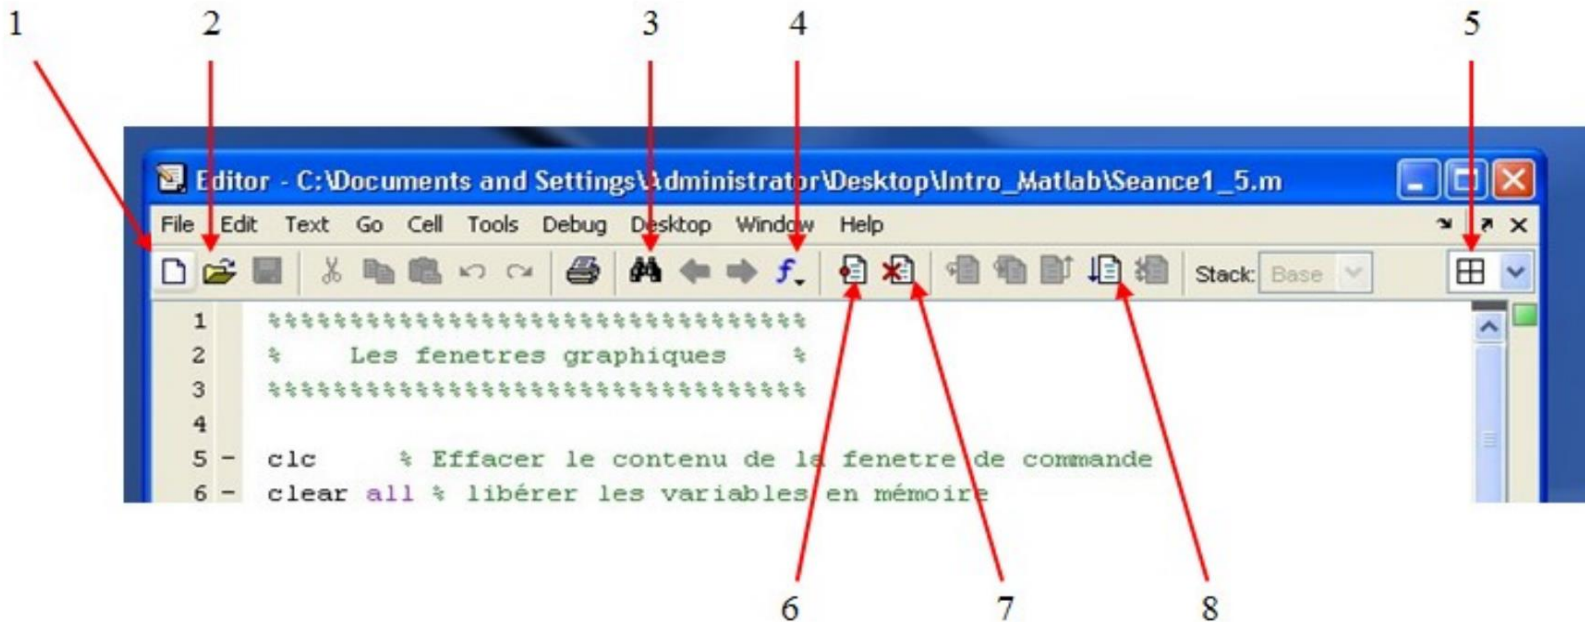 1 2 3 4 5
Editor - C:\Documents and Settings\Administrator\Desktop\Intro_Matlab\Seance1_5.m
File Edit Text Go Cell Tools Debug Desktop Window Help
Stack: Base
1 %%%%%%%%%%%%%%%%%%%%%%%%%%%%%%%%%
2 % Les fenetres graphiques %
3 %%%%%%%%%%%%%%%%%%%%%%%%%%%%%%%%%
4
5 - clc % Effacer le contenu de la fenetre de commande
6 - clear all % libérer les variables en mémoire
6 7 8